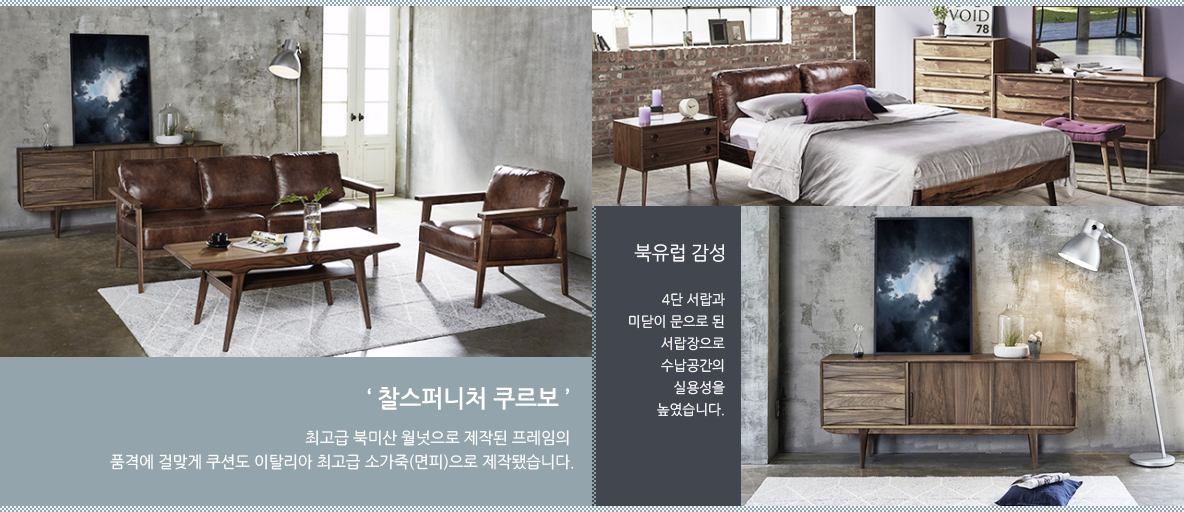 VOID
78
‘ 찰스퍼니처 쿠르보 ’
최고급 북미산 월넛으로 제작된 프레임의
품격에 걸맞게 쿠션도 이탈리아 최고급 소가죽(면피)으로 제작됐습니다.
북유럽 감성
4단 서랍과
미닫이 문으로 된
서랍장으로
수납공간의
실용성을
높였습니다.